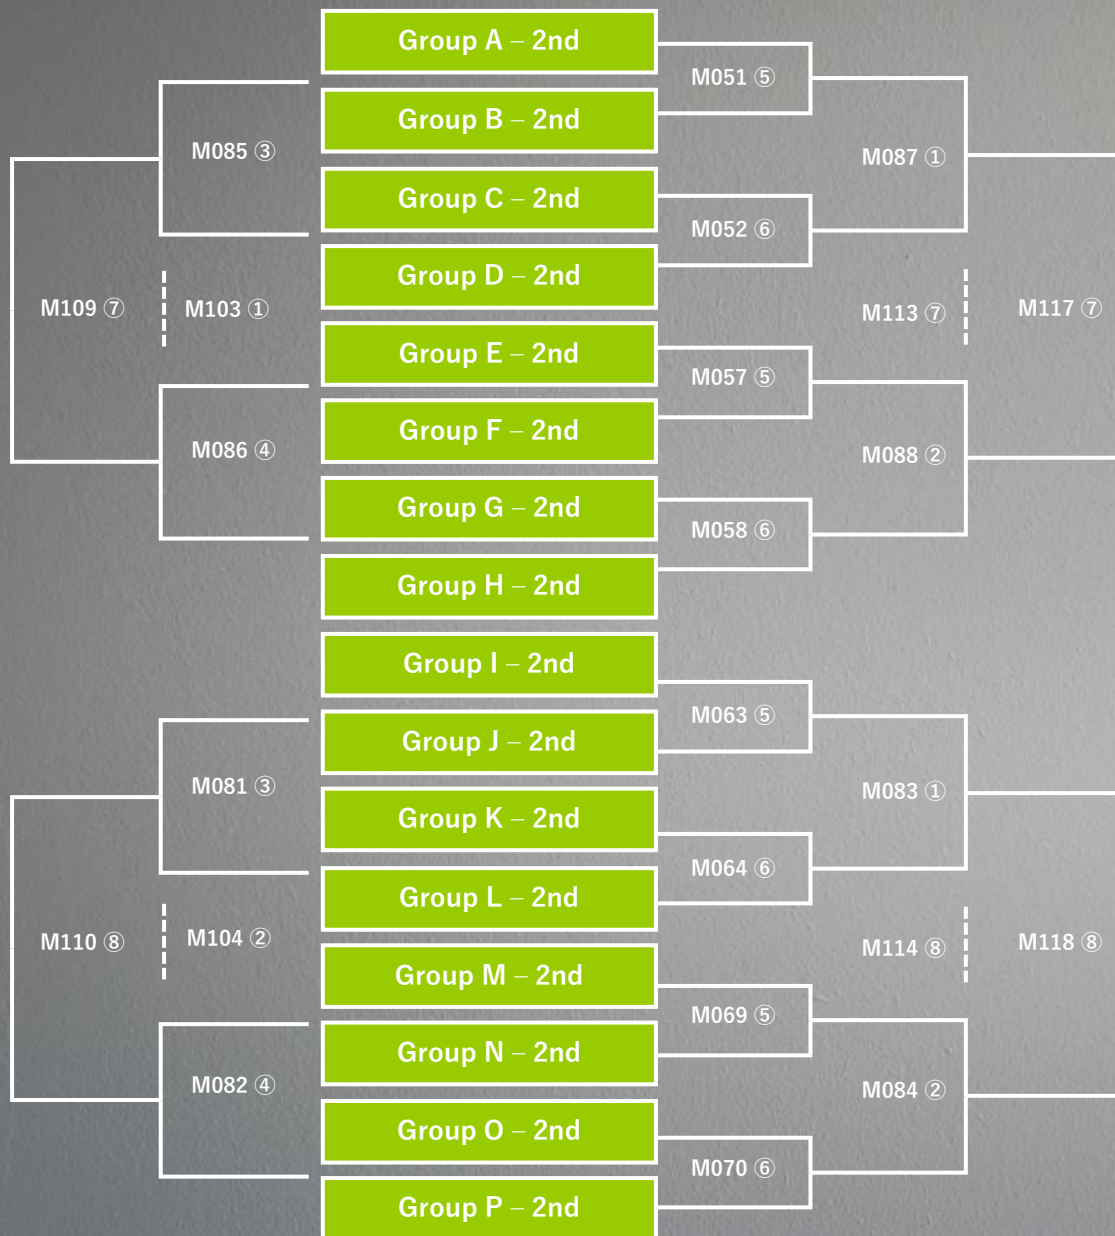 Group A – 2nd
M051 ⑤
Group B – 2nd
M085 ③
M087 ①
Group C – 2nd
M052 ⑥
Group D – 2nd
M109 ⑦
M103 ①
M113 ⑦
M117 ⑦
Group E – 2nd
M057 ⑤
Group F – 2nd
M086 ④
M088 ②
Group G – 2nd
M058 ⑥
Group H – 2nd
Group I – 2nd
M063 ⑤
Group J – 2nd
M081 ③
M083 ①
Group K – 2nd
M064 ⑥
Group L – 2nd
M110 ⑧
M104 ②
M114 ⑧
M118 ⑧
Group M – 2nd
M069 ⑤
Group N – 2nd
M082 ④
M084 ②
Group O – 2nd
M070 ⑥
Group P – 2nd